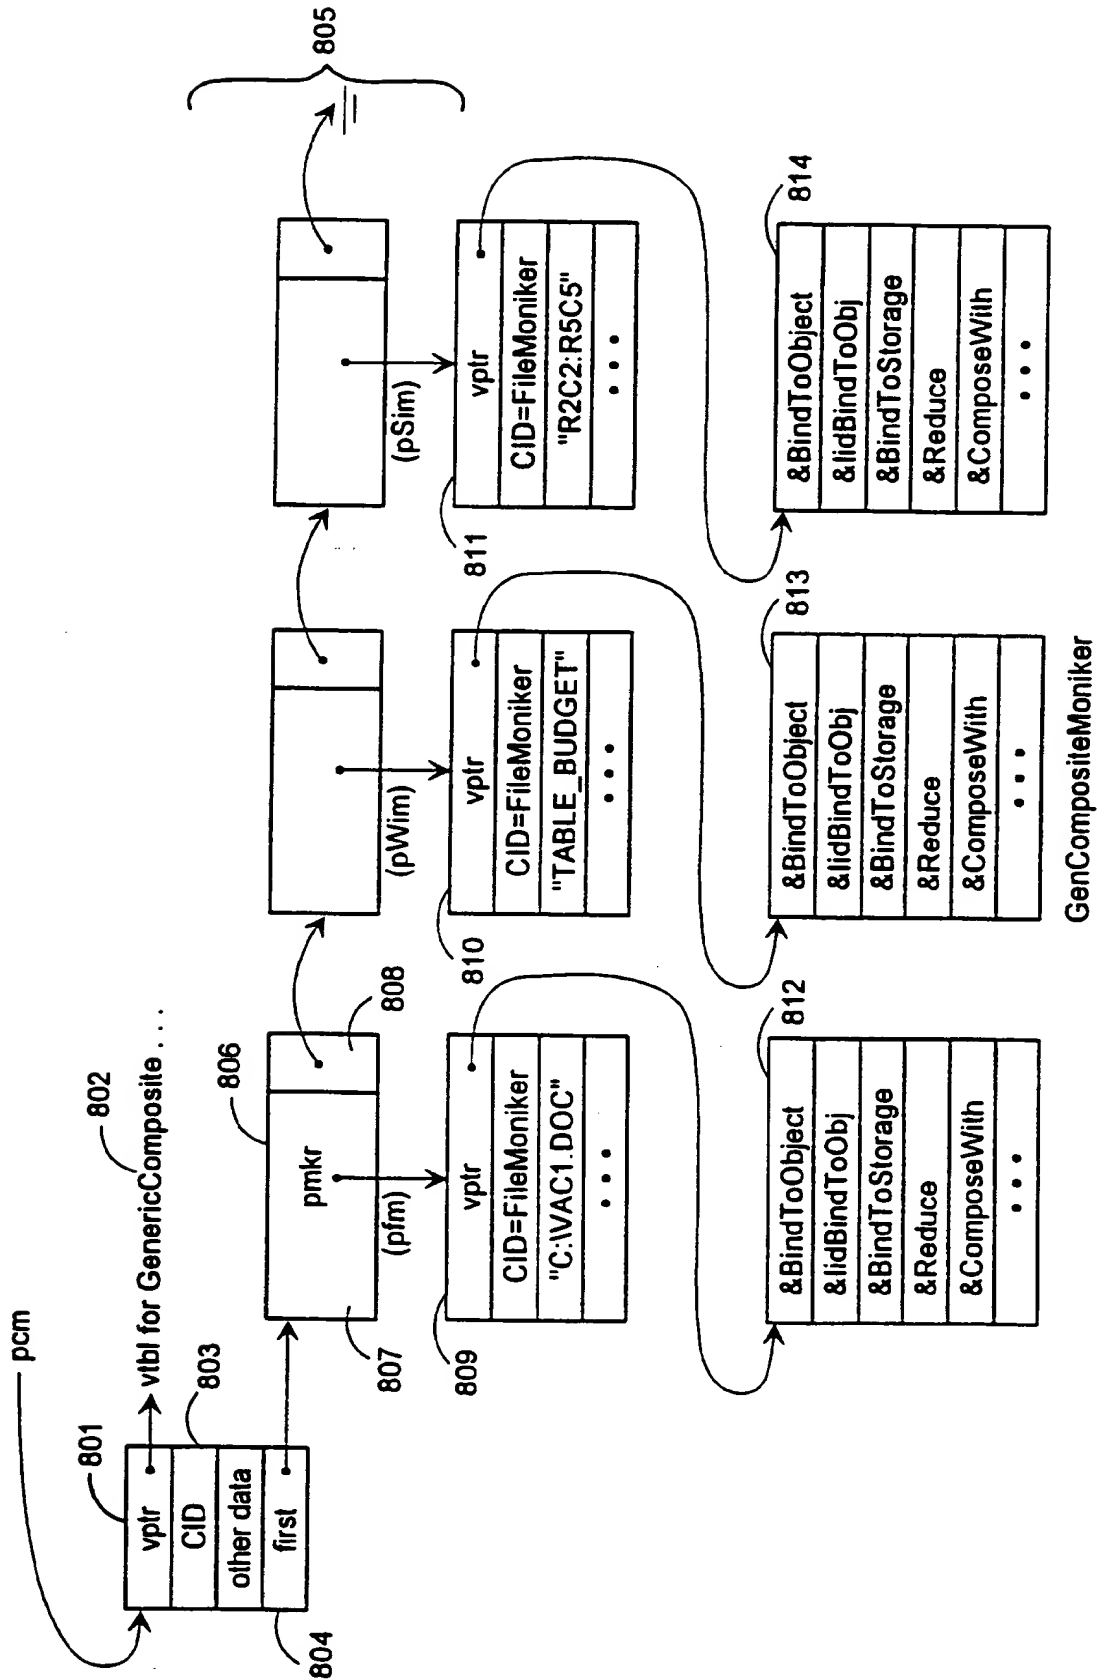 pcm
801
vptr
vtbl for GenericComposite . . .
802
CID
803
other data
first
804
805
806
pmkr
807
808
(pfm)
(pWim)
(pSim)
809
vptr
CID=FileMoniker
"C:\VAC1.DOC"
• • •
810
vptr
CID=FileMoniker
"TABLE_BUDGET"
• • •
811
vptr
CID=FileMoniker
"R2C2:R5C5"
• • •
812
&BindToObject
&IidBindToObj
&BindToStorage
&Reduce
&ComposeWith
• • •
813
&BindToObject
&IidBindToObj
&BindToStorage
&Reduce
&ComposeWith
• • •
814
&BindToObject
&IidBindToObj
&BindToStorage
&Reduce
&ComposeWith
• • •
GenCompositeMoniker